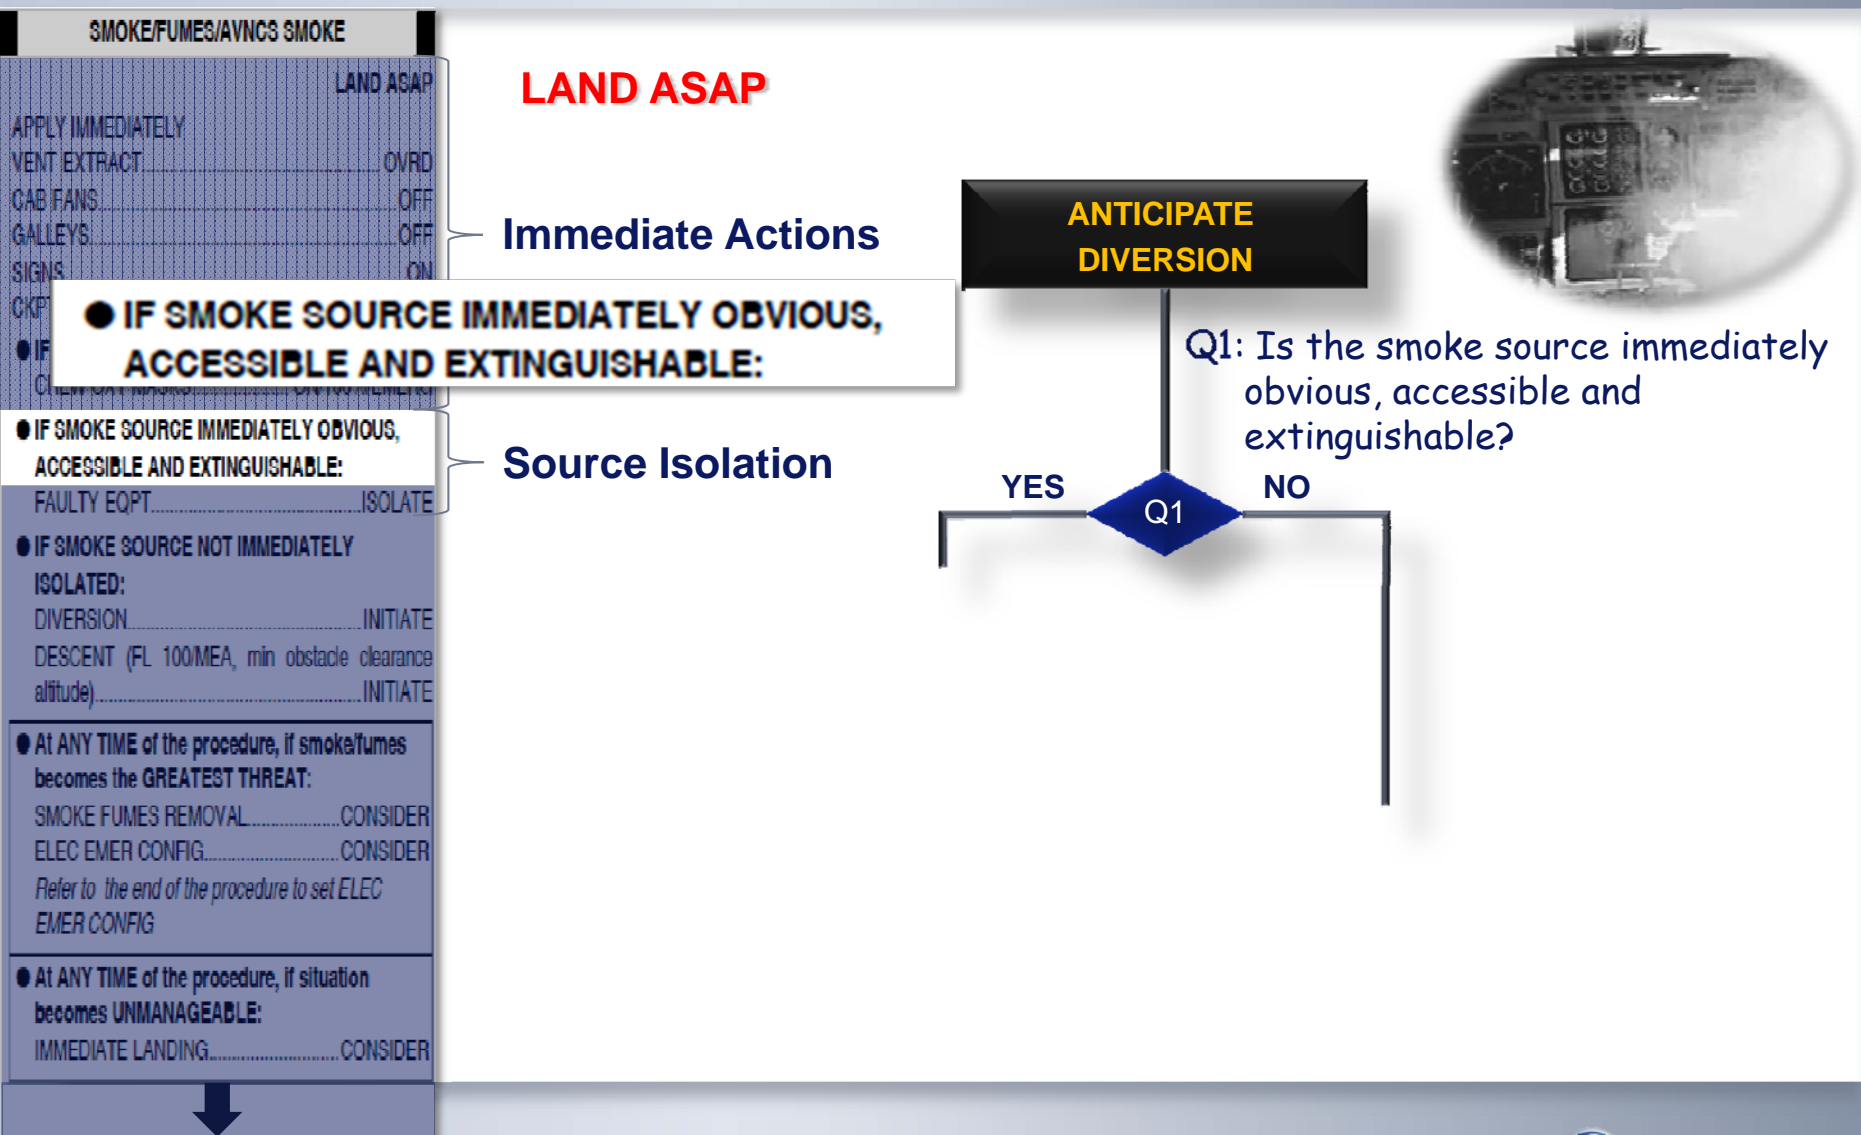 SMOKE/FUMES/AVNCS SMOKE
LAND ASAP
APPLY IMMEDIATELY
VENT EXTRACT OVRD
CAB FANS OFF
GALLEYS OFF
SIGNS ON
● IF SMOKE SOURCE IMMEDIATELY OBVIOUS,
ACCESSIBLE AND EXTINGUISHABLE:
FAULTY EQPT ISOLATE
● IF SMOKE SOURCE NOT IMMEDIATELY
ISOLATED:
DIVERSION INITIATE
DESCENT (FL 100/MEA, min obstacle clearance
altitude) INITIATE
● At ANY TIME of the procedure, if smoke/fumes
becomes the GREATEST THREAT:
SMOKE FUMES REMOVAL CONSIDER
ELEC EMER CONFIG CONSIDER
Refer to the end of the procedure to set ELEC
EMER CONFIG
● At ANY TIME of the procedure, if situation
becomes UNMANAGEABLE:
IMMEDIATE LANDING CONSIDER
LAND ASAP
Immediate Actions
● IF SMOKE SOURCE IMMEDIATELY OBVIOUS,
ACCESSIBLE AND EXTINGUISHABLE:
Source Isolation
ANTICIPATE
DIVERSION
Q1: Is the smoke source immediately
obvious, accessible and
extinguishable?
YES
Q1
NO